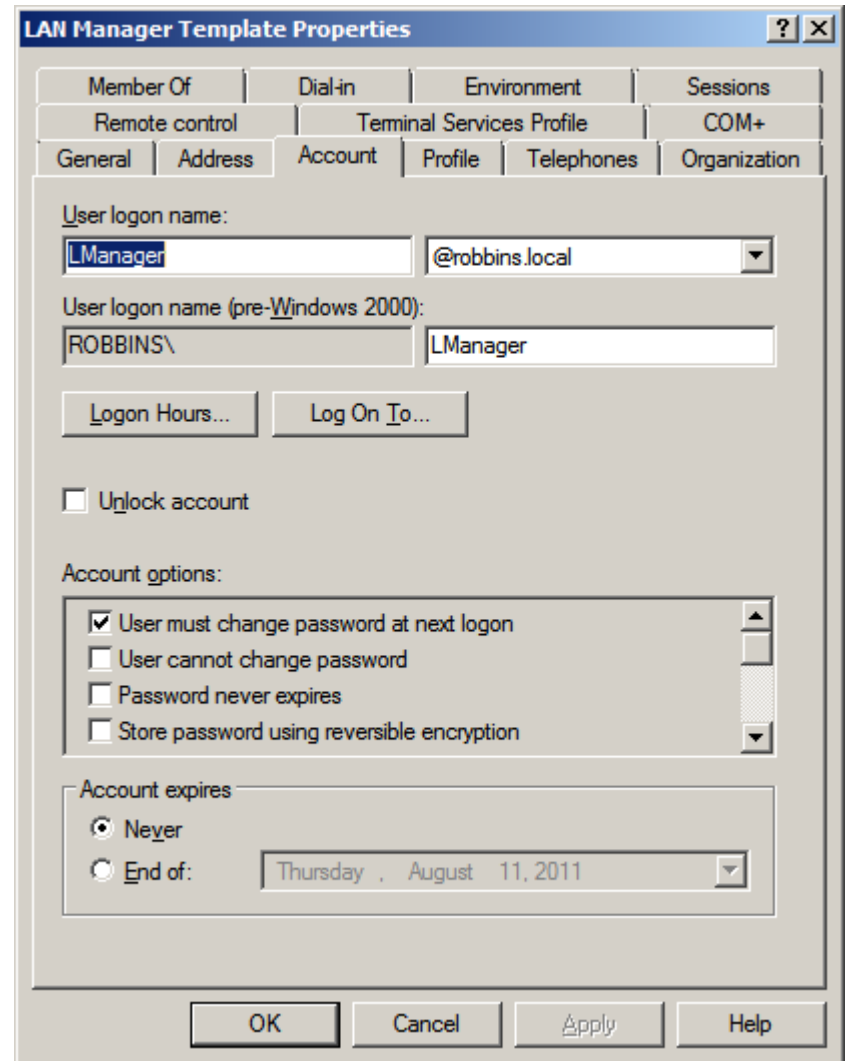 LAN Manager Template Properties
Member Of Dial-in Environment Sessions
Remote control Terminal Services Profile COM+
General Address Account Profile Telephones Organization
User logon name:
LManager @robbins.local
User logon name (pre-Windows 2000):
ROBBINS\ LManager
Logon Hours... Log On To...
Unlock account
Account options:
User must change password at next logon
User cannot change password
Password never expires
Store password using reversible encryption
Account expires
Never
End of: Thursday , August 11, 2011
OK Cancel Apply Help